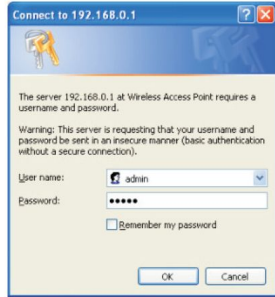 Connect to 192.168.0.1
The server 192.168.0.1 at Wireless Access Point requires a
username and password.
Warning: This server is requesting that your username and
password be sent in an insecure manner (basic authentication
without a secure connection).
User name:
admin
Password:
•••••
Remember my password
OK
Cancel